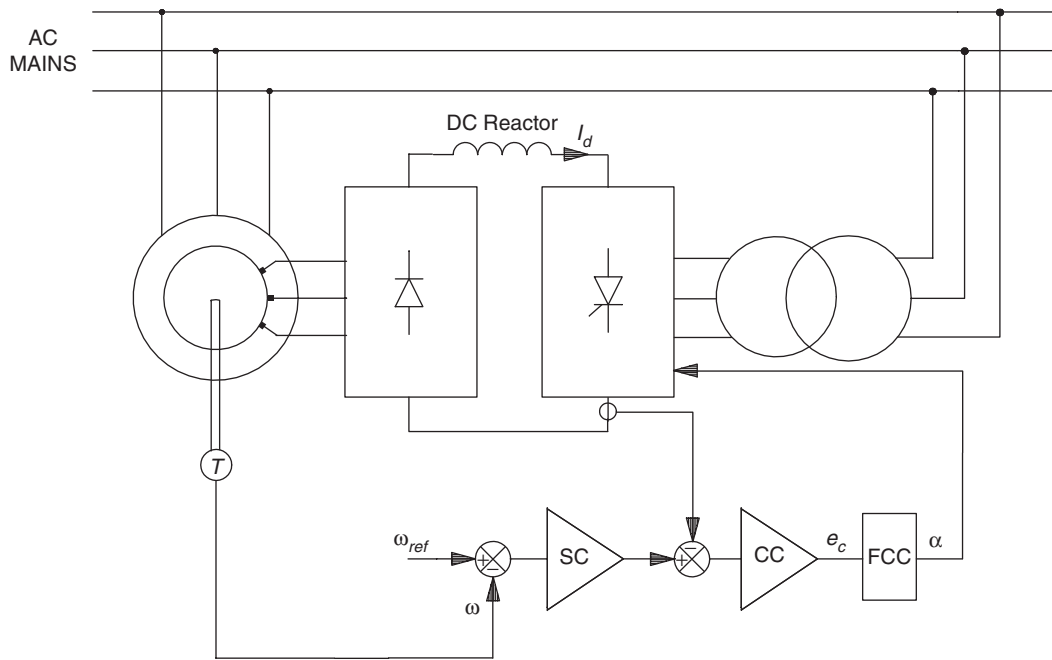 AC
MAINS
DC Reactor
I_d
T
ω_ref
+
−
ω
SC
+
−
CC
e_c
FCC
α